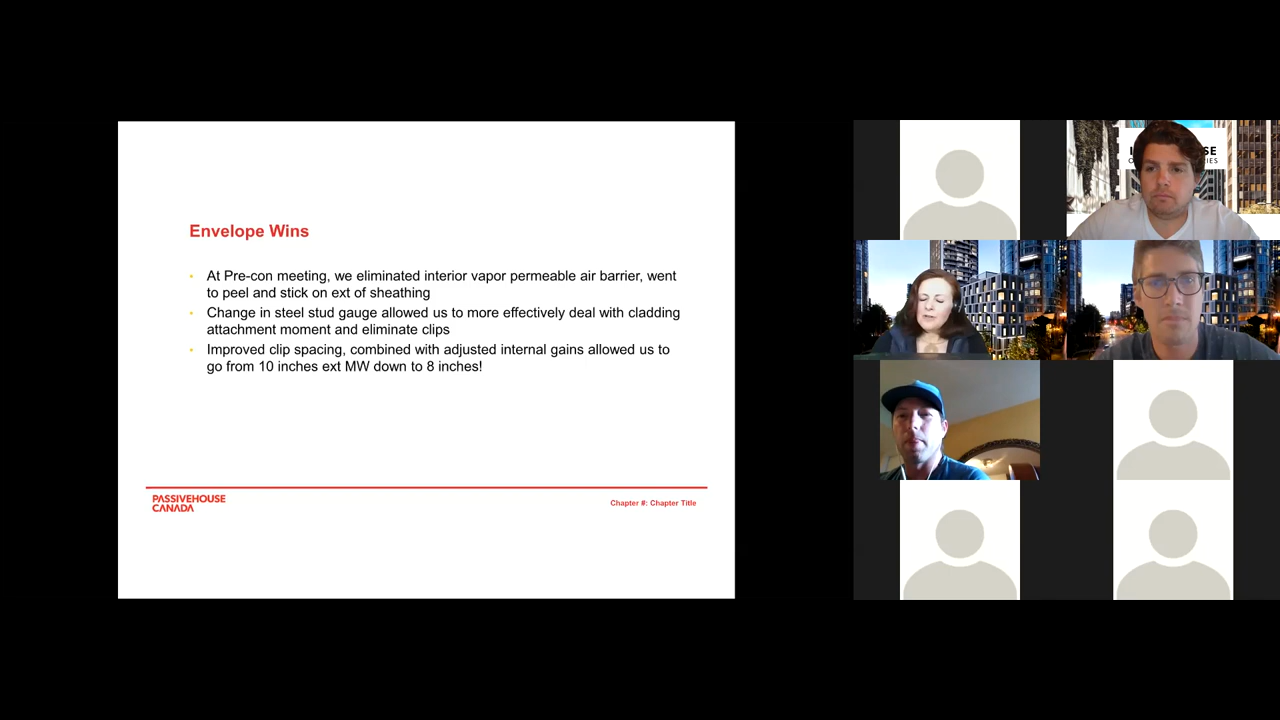 Envelope Wins
• At Pre-con meeting, we eliminated interior vapor permeable air barrier, went
to peel and stick on ext of sheathing
• Change in steel stud gauge allowed us to more effectively deal with cladding
attachment moment and eliminate clips
• Improved clip spacing, combined with adjusted internal gains allowed us to
go from 10 inches ext MW down to 8 inches!
PASSIVEHOUSE
CANADA
Chapter #: Chapter Title